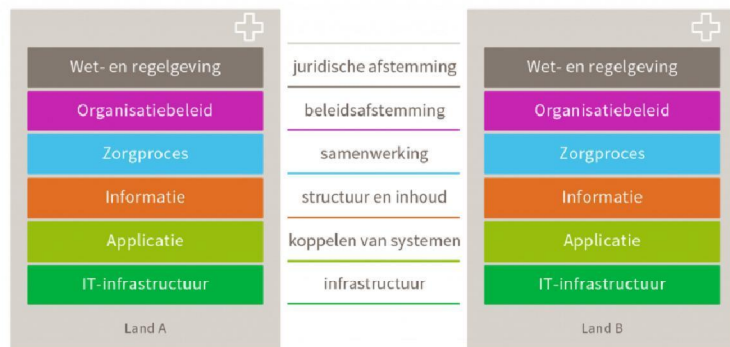 Wet- en regelgeving
Organisatiebeleid
Zorgproces
Informatie
Applicatie
IT-infrastructuur
Land A
juridische afstemming
beleidsafstemming
samenwerking
structuur en inhoud
koppelen van systemen
infrastructuur
Wet- en regelgeving
Organisatiebeleid
Zorgproces
Informatie
Applicatie
IT-infrastructuur
Land B